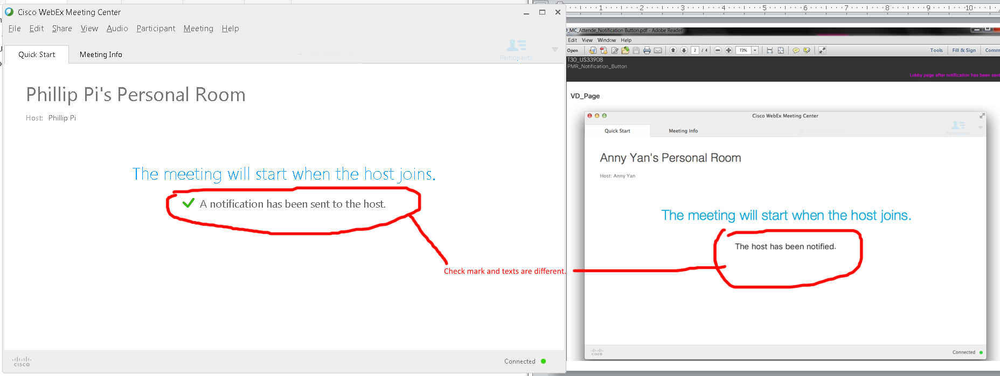 Cisco WebEx Meeting Center
File Edit Share View Audio Participant Meeting Help
Quick Start Meeting Info
Participants
Phillip Pi's Personal Room
Host: Phillip Pi
The meeting will start when the host joins.
A notification has been sent to the host.
Check mark and texts are different.
CISCO
Connected
1 2 3 4 5 6 7 8 9 10
_MC_Attende_Notification Button.pdf - Adobe Reader
Edit View Window Help
Open 2 / 4 73% Tools Fill & Sign Comm
T30_US33908
PMR_Notification_Button
Lobby page after notification has been sent
VD_Page
Cisco WebEx Meeting Center
Quick Start Meeting Info
Participants
Anny Yan's Personal Room
Host: Anny Yan
The meeting will start when the host joins.
The host has been notified.
CISCO
Connected